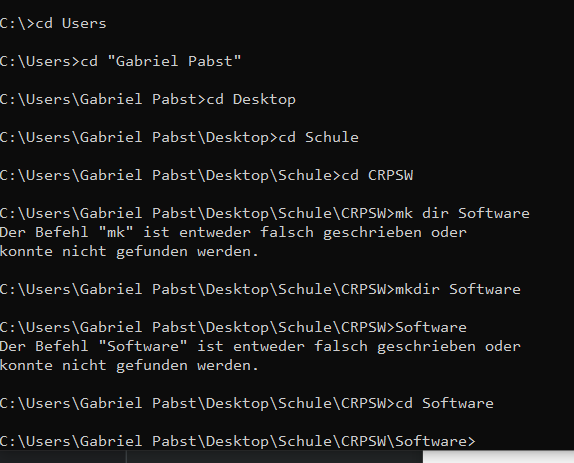 C:\>cd Users
C:\Users>cd "Gabriel Pabst"
C:\Users\Gabriel Pabst>cd Desktop
C:\Users\Gabriel Pabst\Desktop>cd Schule
C:\Users\Gabriel Pabst\Desktop\Schule>cd CRPSW
C:\Users\Gabriel Pabst\Desktop\Schule\CRPSW>mk dir Software
Der Befehl "mk" ist entweder falsch geschrieben oder
konnte nicht gefunden werden.
C:\Users\Gabriel Pabst\Desktop\Schule\CRPSW>mkdir Software
C:\Users\Gabriel Pabst\Desktop\Schule\CRPSW>Software
Der Befehl "Software" ist entweder falsch geschrieben oder
konnte nicht gefunden werden.
C:\Users\Gabriel Pabst\Desktop\Schule\CRPSW>cd Software
C:\Users\Gabriel Pabst\Desktop\Schule\CRPSW\Software>